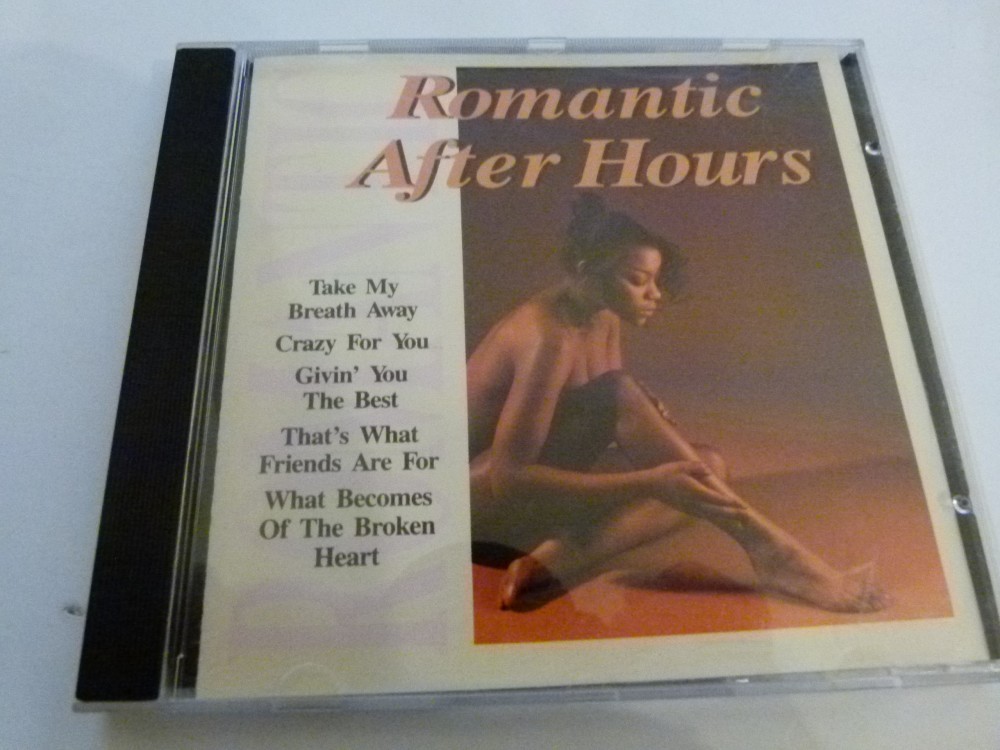 Romantic
After Hours
Take My
Breath Away
Crazy For You
Givin' You
The Best
That's What
Friends Are For
What Becomes
Of The Broken
Heart